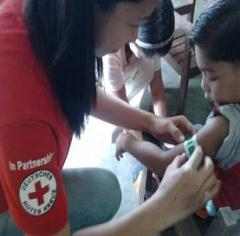 In Partnership
DEUTSCHES
ROTES KREUZ